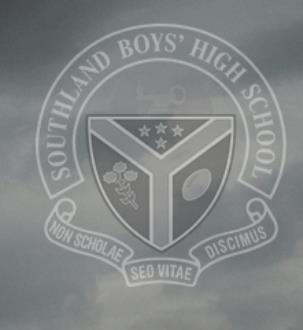 SOUTHLAND BOYS' HIGH SCHOOL
NON SCHOLAE
SED VITAE
DISCIMUS